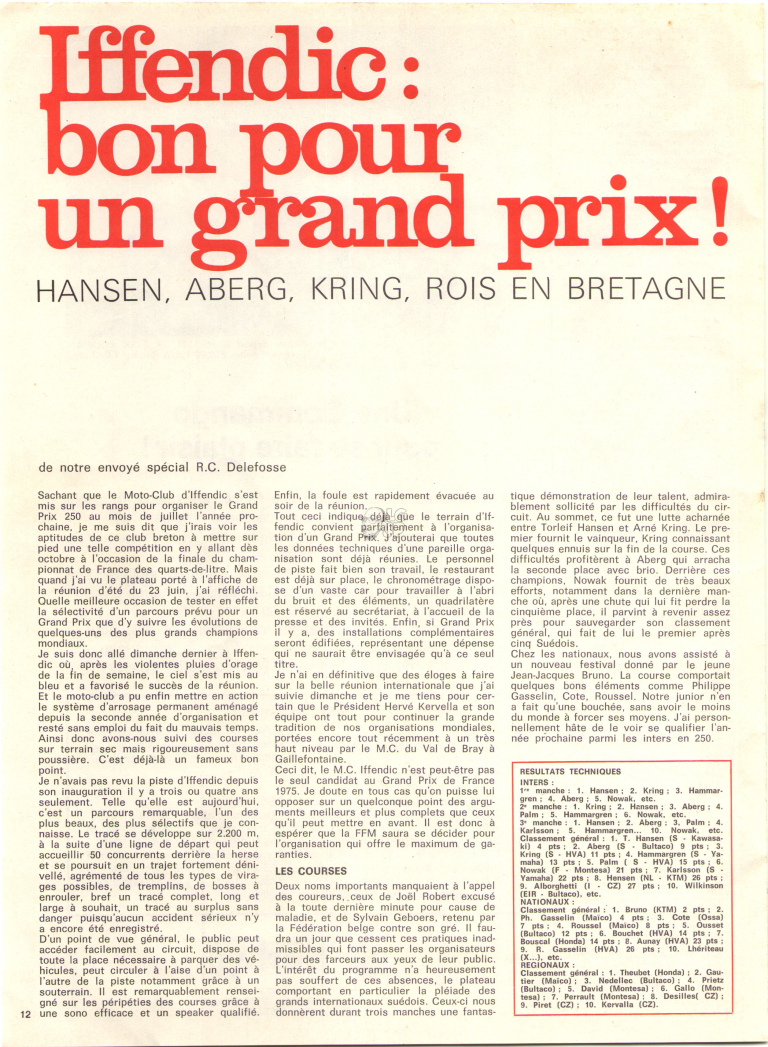 Iffendic :
bon pour
un grand prix !
HANSEN, ABERG, KRING, ROIS EN BRETAGNE
de notre envoyé spécial R.C. Delefosse
Sachant que le Moto-Club d'Iffendic s'est
mis sur les rangs pour organiser le Grand
Prix 250 au mois de juillet l'année pro-
chaine, je me suis dit que j'irais voir les
aptitudes de ce club breton à mettre sur
pied une telle compétition en y allant dès
octobre à l'occasion de la finale du cham-
pionnat de France des quarts-de-litre. Mais
quand j'ai vu le plateau porté à l'affiche de
la réunion d'été du 23 juin, j'ai réfléchi.
Quelle meilleure occasion de tester en effet
la sélectivité d'un parcours prévu pour un
Grand Prix que d'y suivre les évolutions de
quelques-uns des plus grands champions
mondiaux.
Je suis donc allé dimanche dernier à Iffen-
dic où, après les violentes pluies d'orage
de la fin de semaine, le ciel s'est mis au
bleu et a favorisé le succès de la réunion.
Et le moto-club a pu enfin mettre en action
le système d'arrosage permanent aménagé
depuis la seconde année d'organisation et
resté sans emploi du fait du mauvais temps.
Ainsi donc avons-nous suivi des courses
sur terrain sec mais rigoureusement sans
poussière. C'est déjà-là un fameux bon
point.
Je n'avais pas revu la piste d'Iffendic depuis
son inauguration il y a trois ou quatre ans
seulement. Telle qu'elle est aujourd'hui,
c'est un parcours remarquable, l'un des
plus beaux, des plus sélectifs que je con-
naisse. Le tracé se développe sur 2.200 m,
à la suite d'une ligne de départ qui peut
accueillir 50 concurrents derrière la herse
et se poursuit en un trajet fortement déni-
vellé, agrémenté de tous les types de vira-
ges possibles, de tremplins, de bosses à
enrouler, bref un tracé complet, long et
large à souhait, un tracé au surplus sans
danger puisqu'aucun accident sérieux n'y
a encore été enregistré.
D'un point de vue général, le public peut
accéder facilement au circuit, dispose de
toute la place nécessaire à parquer des vé-
hicules, peut circuler à l'aise d'un point à
l'autre de la piste notamment grâce à un
souterrain. Il est remarquablement rensei-
gné sur les péripéties des courses grâce à
une sono efficace et un speaker qualifié.
12
Enfin, la foule est rapidement évacuée au
soir de la réunion.
Tout ceci indique déjà que le terrain d'If-
fendic convient parfaitement à l'organisa-
tion d'un Grand Prix. J'ajouterai que toutes
les données techniques d'une pareille orga-
nisation sont déjà réunies. Le personnel
de piste fait bien son travail, le restaurant
est déjà sur place, le chronométrage dispo-
se d'un vaste car pour travailler à l'abri
du bruit et des éléments, un quadrilatère
est réservé au secrétariat, à l'accueil de la
presse et des invités. Enfin, si Grand Prix
il y a, des installations complémentaires
seront édifiées, représentant une dépense
qui ne saurait être envisagée qu'à ce seul
titre.
Je n'ai en définitive que des éloges à faire
sur la belle réunion internationale que j'ai
suivie dimanche et je me tiens pour cer-
tain que le Président Hervé Kervella et son
équipe ont tout pour continuer la grande
tradition de nos organisations mondiales,
portées encore tout récemment à un très
haut niveau par le M.C. du Val de Bray à
Gaillefontaine.
Ceci dit, le M.C. Iffendic n'est peut-être pas
le seul candidat au Grand Prix de France
1975. Je doute en tous cas qu'on puisse lui
opposer sur un quelconque point des argu-
ments meilleurs et plus complets que ceux
qu'il peut mettre en avant. Il est donc à
espérer que la FFM saura se décider pour
l'organisation qui offre le maximum de ga-
ranties.
LES COURSES
Deux noms importants manquaient à l'appel
des coureurs, ceux de Joël Robert excusé
à la toute dernière minute pour cause de
maladie, et de Sylvain Geboers, retenu par
la Fédération belge contre son gré. Il fau-
dra un jour que cessent ces pratiques inad-
missibles qui font passer les organisateurs
pour des farceurs aux yeux de leur public.
L'intérêt du programme n'a heureusement
pas souffert de ces absences, le plateau
comportant en particulier la pléiade des
grands internationaux suédois. Ceux-ci nous
donnèrent durant trois manches une fantas-
tique démonstration de leur talent, admira-
blement sollicité par les difficultés du cir-
cuit. Au sommet, ce fut une lutte acharnée
entre Torleif Hansen et Arné Kring. Le pre-
mier fournit le vainqueur, Kring connaissant
quelques ennuis sur la fin de la course. Ces
difficultés profitèrent à Aberg qui arracha
la seconde place avec brio. Derrière ces
champions, Nowak fournit de très beaux
efforts, notamment dans la dernière man-
che où, après une chute qui lui fit perdre la
cinquième place, il parvint à revenir assez
près pour sauvegarder son classement
général, qui fait de lui le premier après
cinq Suédois.
Chez les nationaux, nous avons assisté à
un nouveau festival donné par le jeune
Jean-Jacques Bruno. La course comportait
quelques bons éléments comme Philippe
Gasselin, Cote, Roussel. Notre junior n'en
a fait qu'une bouchée, sans avoir le moins
du monde à forcer ses moyens. J'ai person-
nellement hâte de le voir se qualifier l'an-
née prochaine parmi les inters en 250.
RESULTATS TECHNIQUES
INTERS :
1re manche : 1. Hansen ; 2. Kring ; 3. Hammar-
gren ; 4. Aberg ; 5. Nowak, etc.
2e manche : 1. Kring ; 2. Hansen ; 3. Aberg ; 4.
Palm ; 5. Hammargren ; 6. Nowak, etc.
3e manche : 1. Hansen ; 2. Aberg ; 3, Palm ; 4.
Karlsson ; 5. Hammargren... 10. Nowak, etc.
Classement général : 1. T. Hansen (S - Kawasa-
ki) 4 pts ; 2. Aberg (S - Bultaco) 9 pts ; 3.
Kring (S - HVA) 11 pts ; 4. Hammargren (S - Ya-
maha) 13 pts ; 5. Palm ( S - HVA) 15 pts ; 6.
Nowak (F - Montesa) 21 pts ; 7. Karlsson (S -
Yamaha) 22 pts ; 8. Hensen (NL - KTM) 26 pts ;
9. Alborghetti (I - CZ) 27 pts ; 10. Wilkinson
(EIR - Bultaco), etc.
NATIONAUX :
Classement général : 1. Bruno (KTM) 2 pts ; 2.
Ph. Gasselin (Maico) 4 pts ; 3. Cote (Ossa)
7 pts ; 4. Roussel (Maico) 8 pts ; 5. Ousset
(Bultaco) 12 pts ; 6. Bouchet (HVA) 14 pts ; 7.
Bouscal (Honda) 14 pts ; 8. Aunay (HVA) 23 pts ;
9. R. Gasselin (HVA) 26 pts ; 10. Lhériteau
(X...), etc.
REGIONAUX :
Classement général : 1. Theubet (Honda) ; 2. Gau-
tier (Maico) ; 3. Nedellec (Bultaco) ; 4. Prietz
(Bultaco) ; 5. David (Montesa) ; 6. Gallo (Mon-
tesa) ; 7. Perrault (Montesa) ; 8. Desilles( CZ) ;
9. Piret (CZ) ; 10. Kervalla (CZ).